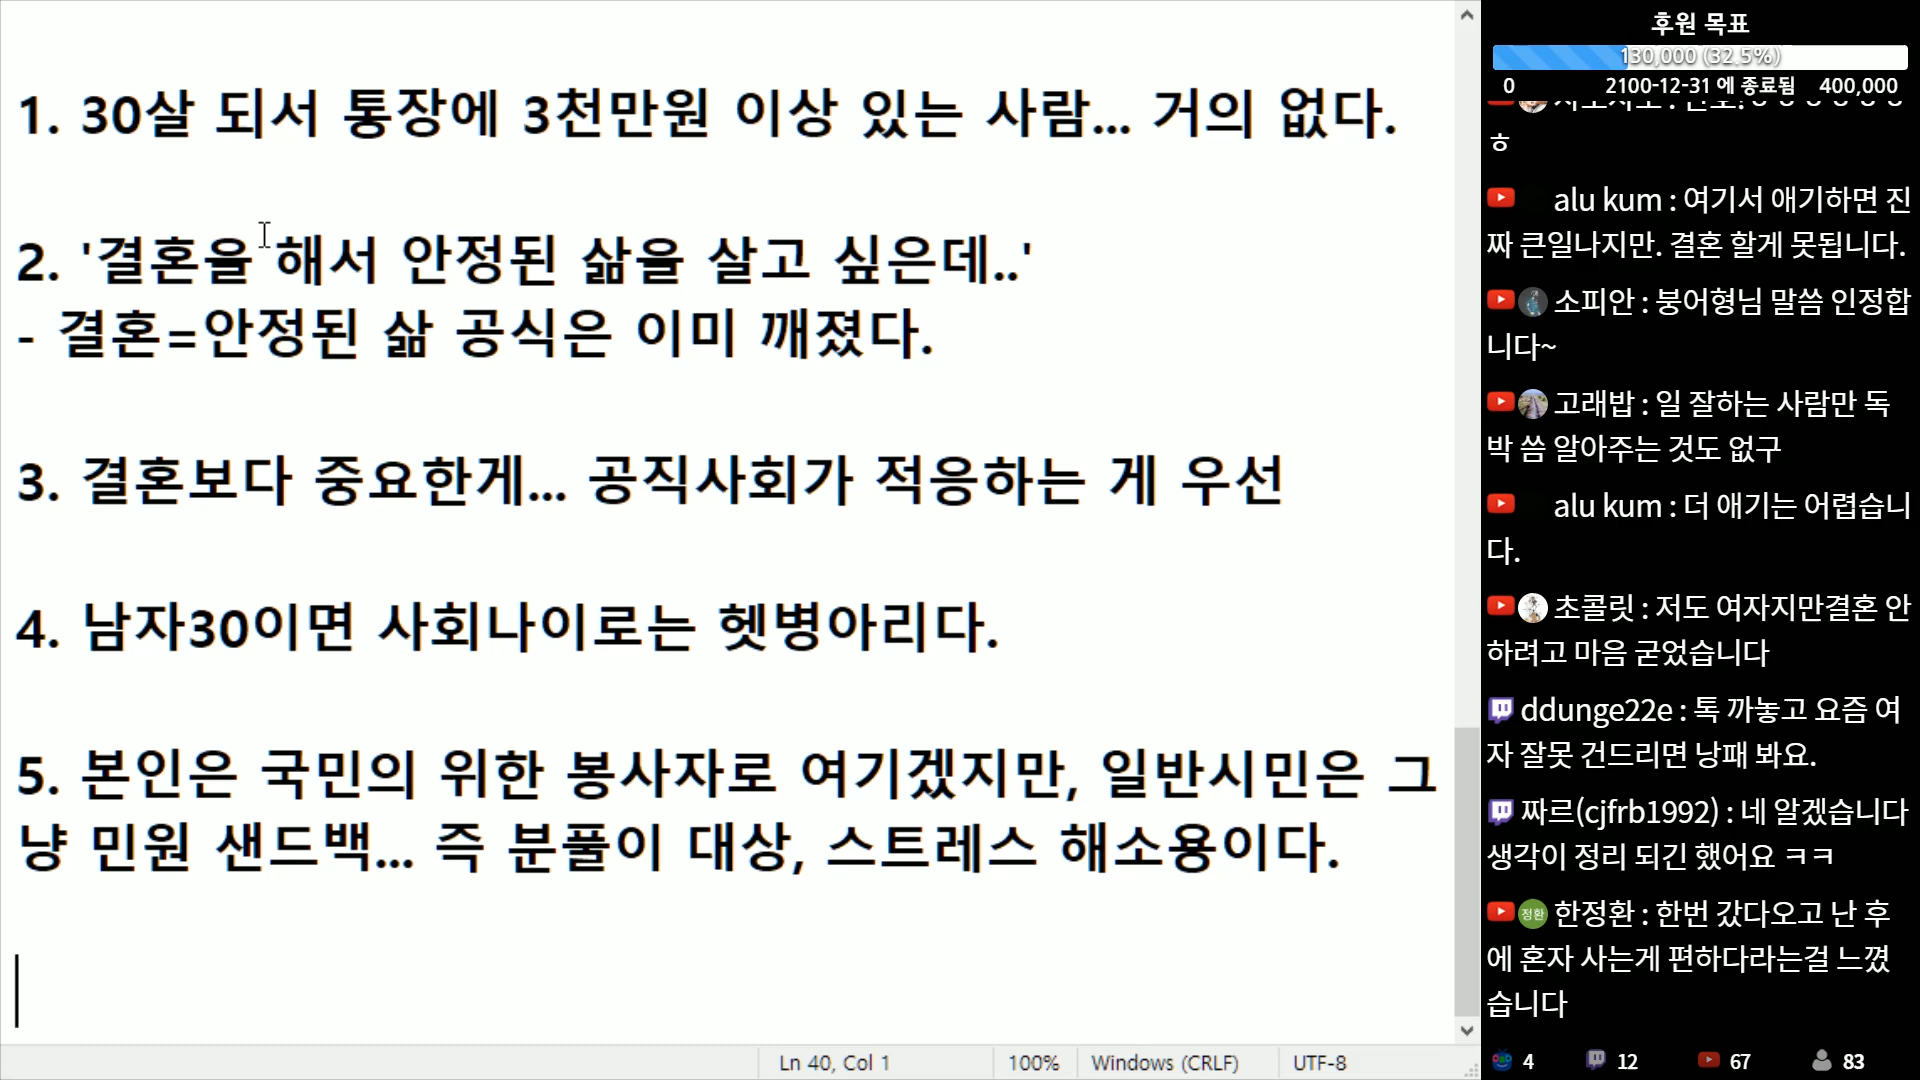 1. 30살 되서 통장에 3천만원 이상 있는 사람... 거의 없다.
2. '결혼을 해서 안정된 삶을 살고 싶은데..'
- 결혼=안정된 삶 공식은 이미 깨졌다.
3. 결혼보다 중요한게... 공직사회가 적응하는 게 우선
4. 남자30이면 사회나이로는 헷병아리다.
5. 본인은 국민의 위한 봉사자로 여기겠지만, 일반시민은 그
냥 민원 샌드백... 즉 분풀이 대상, 스트레스 해소용이다.
Ln 40, Col 1
100%
Windows (CRLF)
UTF-8
후원 목표
130,000 (32.5%)
0 2100-12-31 에 종료됨 400,000
ㅎ
alu kum : 여기서 얘기하면 진
짜 큰일나지만. 결혼 할게 못됩니다.
소피안 : 붕어형님 말씀 인정합
니다~
고래밥 : 일 잘하는 사람만 독
박 씀 알아주는 것도 없구
alu kum : 더 얘기는 어렵습니
다.
초콜릿 : 저도 여자지만결혼 안
하려고 마음 굳었습니다
ddunge22e : 톡 까놓고 요즘 여
자 잘못 건드리면 낭패 봐요.
짜르(cjfrb1992) : 네 알겠습니다
생각이 정리 되긴 했어요 ㅋㅋ
정환 한정환 : 한번 갔다오고 난 후
에 혼자 사는게 편하다라는걸 느꼈
습니다
4 12 67 83